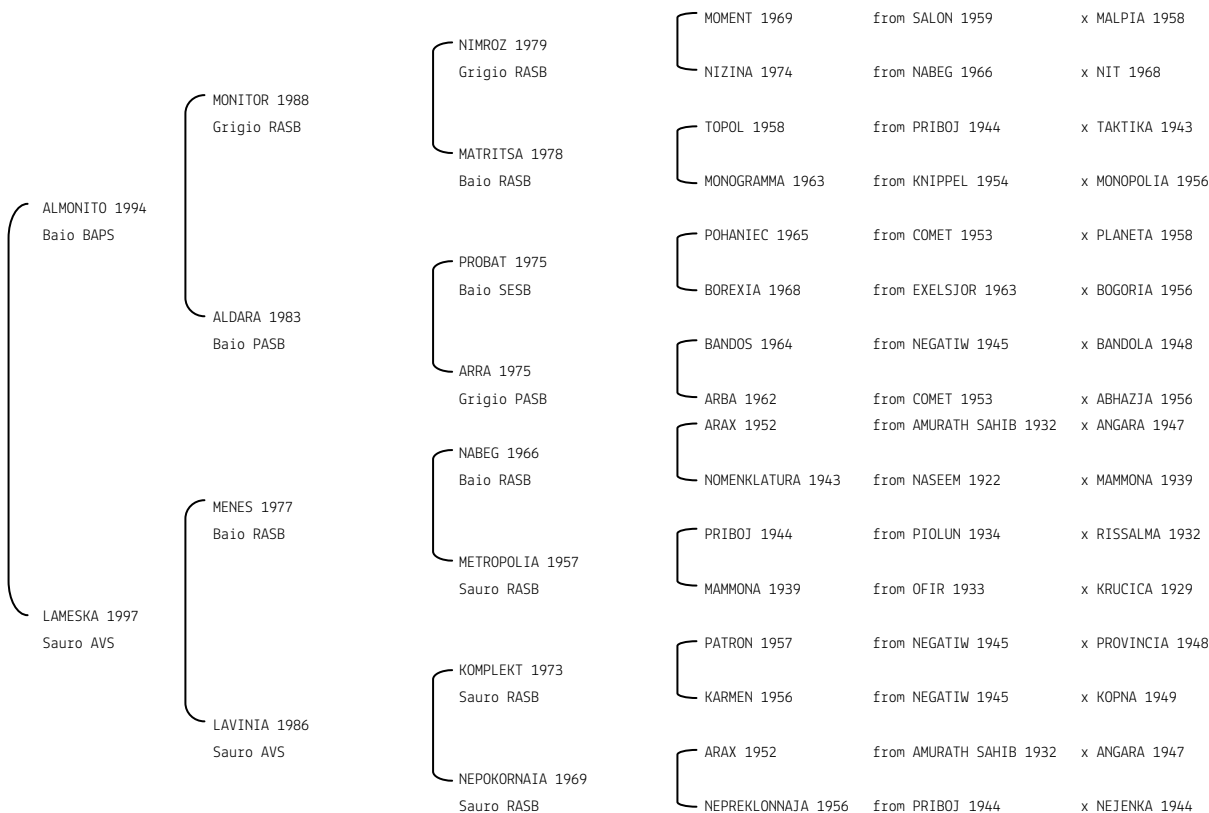 MOMENT 1969 from SALON 1959 x MALPIA 1958
NIMROZ 1979
Grigio RASB
NIZINA 1974 from NABEG 1966 x NIT 1968
MONITOR 1988
Grigio RASB
TOPOL 1958 from PRIBOJ 1944 x TAKTIKA 1943
MATRITSA 1978
Baio RASB
MONOGRAMMA 1963 from KNIPPEL 1954 x MONOPOLIA 1956
ALMONITO 1994
Baio BAPS
POHANIEC 1965 from COMET 1953 x PLANETA 1958
PROBAT 1975
Baio SESB
BOREXIA 1968 from EXELSJOR 1963 x BOGORIA 1956
ALDARA 1983
Baio PASB
BANDOS 1964 from NEGATIW 1945 x BANDOLA 1948
ARRA 1975
Grigio PASB
ARBA 1962 from COMET 1953 x ABHAZJA 1956
ARAX 1952 from AMURATH SAHIB 1932 x ANGARA 1947
NABEG 1966
Baio RASB
NOMENKLATURA 1943 from NASEEM 1922 x MAMMONA 1939
MENES 1977
Baio RASB
PRIBOJ 1944 from PIOLUN 1934 x RISSALMA 1932
METROPOLIA 1957
Sauro RASB
MAMMONA 1939 from OFIR 1933 x KRUCICA 1929
LAMESKA 1997
Sauro AVS
PATRON 1957 from NEGATIW 1945 x PROVINCIA 1948
KOMPLEKT 1973
Sauro RASB
KARMEN 1956 from NEGATIW 1945 x KOPNA 1949
LAVINIA 1986
Sauro AVS
ARAX 1952 from AMURATH SAHIB 1932 x ANGARA 1947
NEPOKORNAIA 1969
Sauro RASB
NEPREKLONNAJA 1956 from PRIBOJ 1944 x NEJENKA 1944